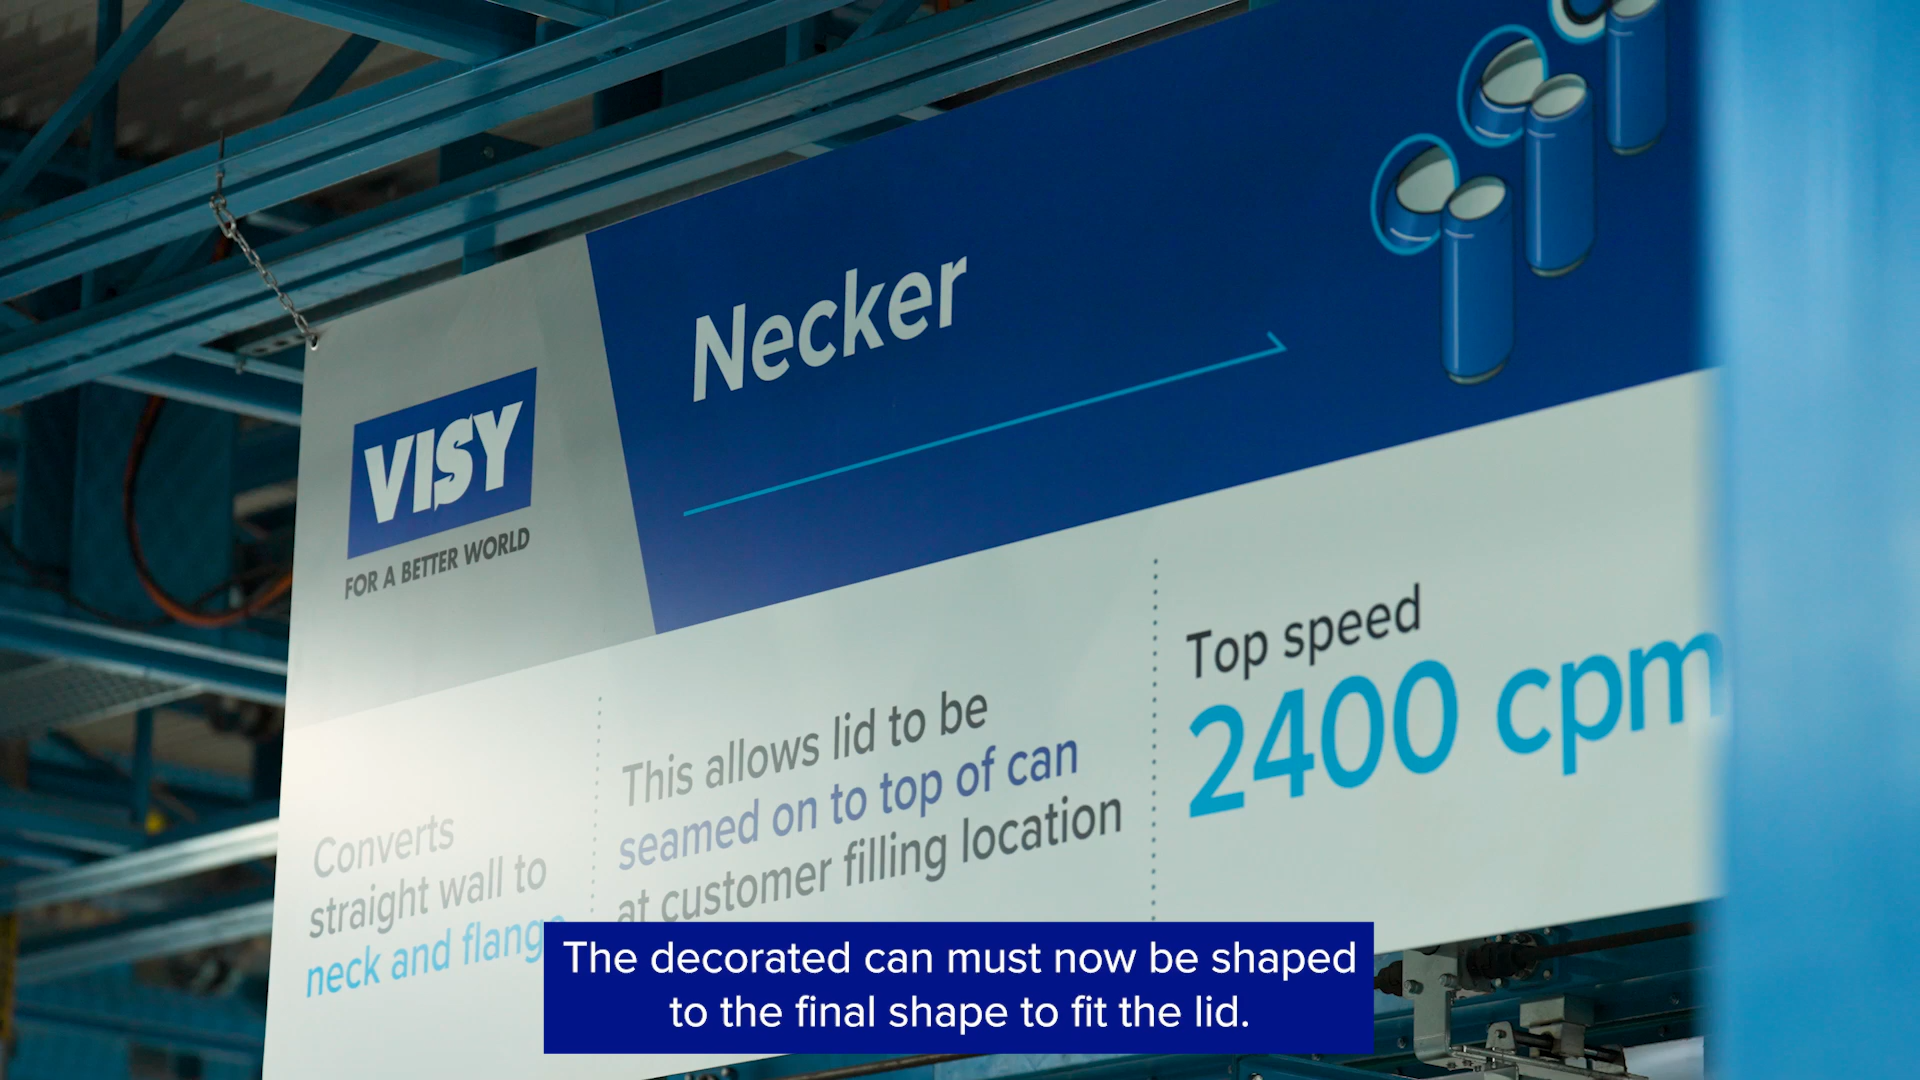 Necker
VISY
FOR A BETTER WORLD
Converts
straight wall to
neck and flange
This allows lid to be
seamed on to top of can
at customer filling location
Top speed
2400 cpm
The decorated can must now be shaped
to the final shape to fit the lid.